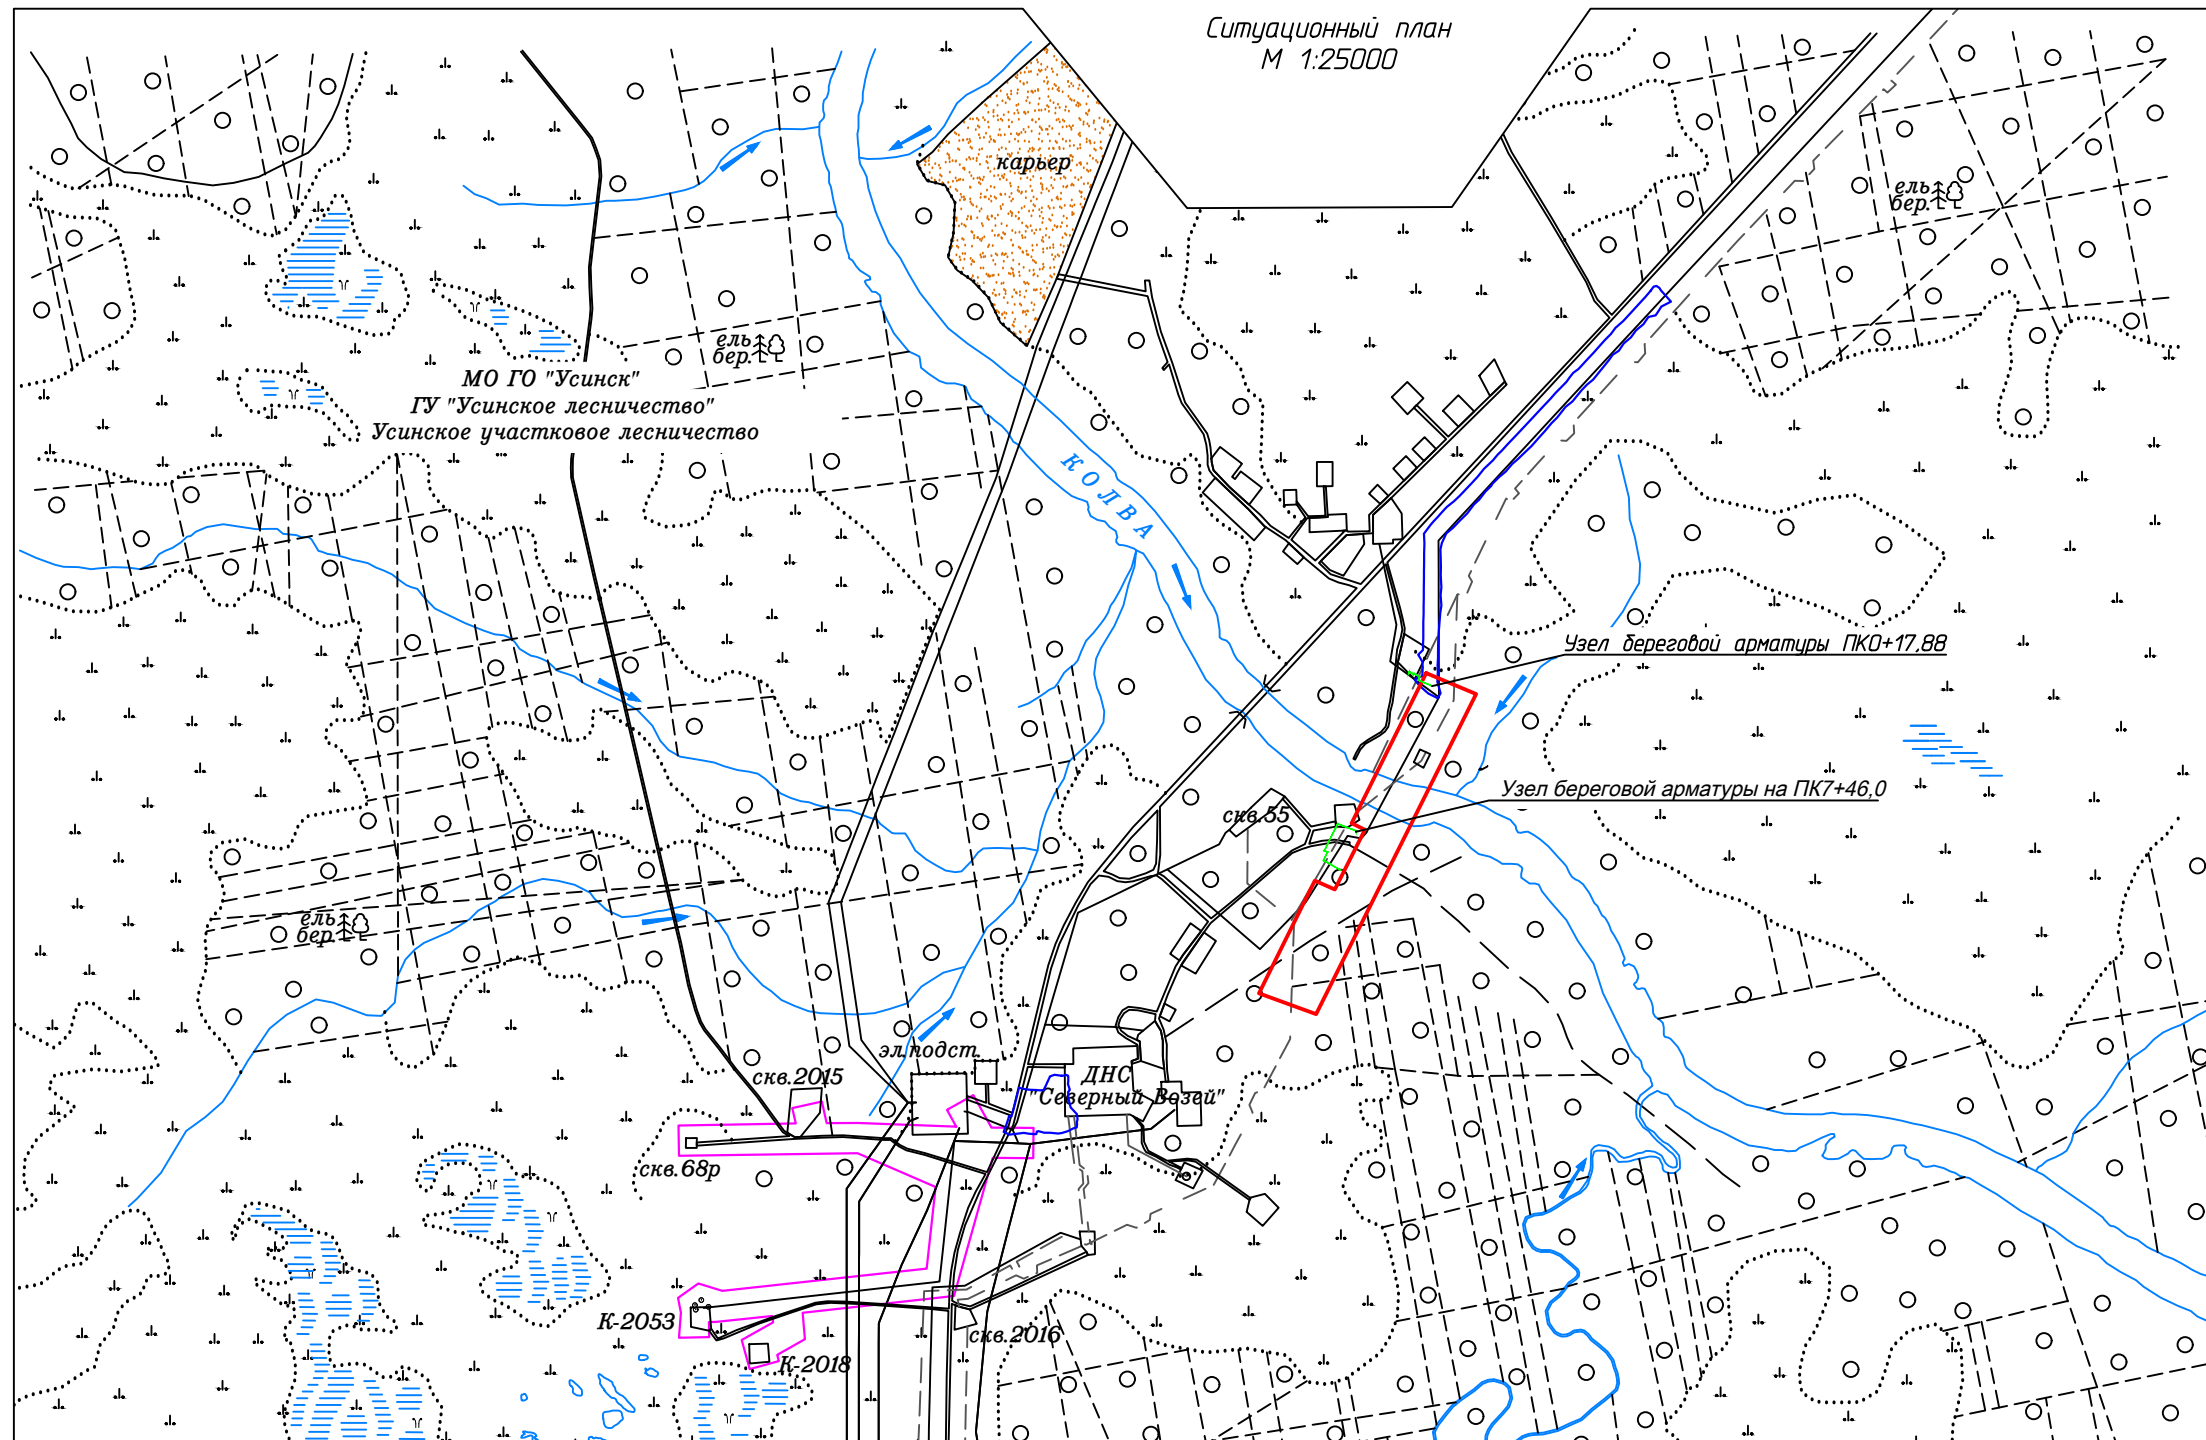 Ситуационный план
М 1:25000
карьер
ель
бер.
ель
бер.
МО ГО "Усинск"
ГУ "Усинское лесничество"
Усинское участковое лесничество
КОЛВА
Узел береговой арматуры ПК0+17,88
Узел береговой арматуры на ПК7+46,0
скв.55
ель
бер.
эл.подст.
скв.2015
ДНС
"Северный Возей"
скв.68р
К-2053
скв.2016
К-2018